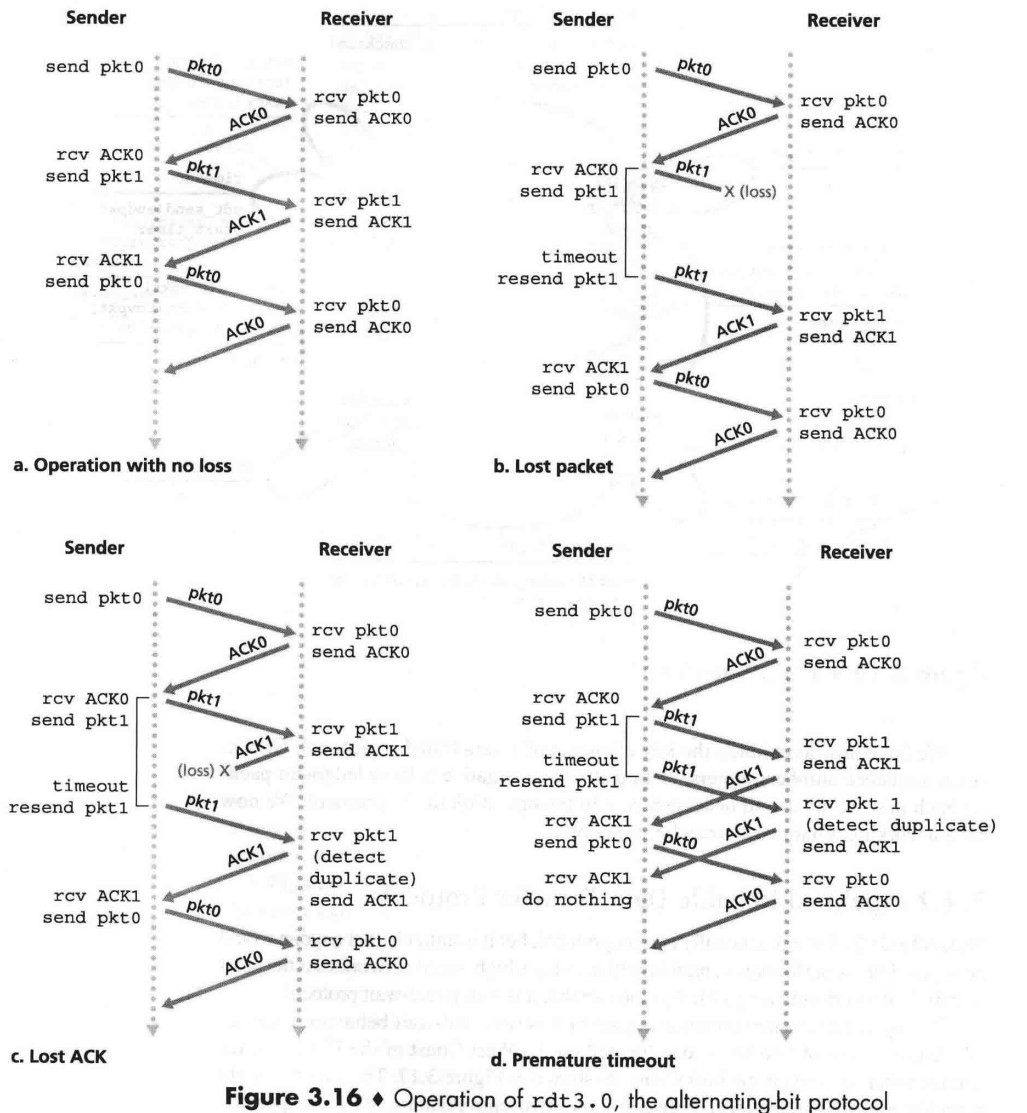 Sender
Receiver
send pkt0
pkt0
rcv pkt0
send ACK0
ACK0
rcv ACK0
send pkt1
pkt1
rcv pkt1
send ACK1
ACK1
rcv ACK1
send pkt0
pkt0
rcv pkt0
send ACK0
ACK0
a. Operation with no loss
Sender
Receiver
send pkt0
pkt0
rcv pkt0
send ACK0
ACK0
rcv ACK0
send pkt1
pkt1
X (loss)
timeout
resend pkt1
pkt1
rcv pkt1
send ACK1
ACK1
rcv ACK1
send pkt0
pkt0
rcv pkt0
send ACK0
ACK0
b. Lost packet
Sender
Receiver
send pkt0
pkt0
rcv pkt0
send ACK0
ACK0
rcv ACK0
send pkt1
pkt1
rcv pkt1
send ACK1
ACK1
(loss) X
timeout
resend pkt1
pkt1
rcv pkt1
(detect
duplicate)
send ACK1
ACK1
rcv ACK1
send pkt0
pkt0
rcv pkt0
send ACK0
ACK0
c. Lost ACK
Sender
Receiver
send pkt0
pkt0
rcv pkt0
send ACK0
ACK0
rcv ACK0
send pkt1
pkt1
rcv pkt1
send ACK1
timeout
resend pkt1
pkt1
ACK1
rcv pkt 1
(detect duplicate)
send ACK1
rcv ACK1
send pkt0
pkt0
ACK1
rcv ACK1
do nothing
rcv pkt0
send ACK0
ACK0
d. Premature timeout
Figure 3.16 ♦ Operation of rdt3.0, the alternating-bit protocol